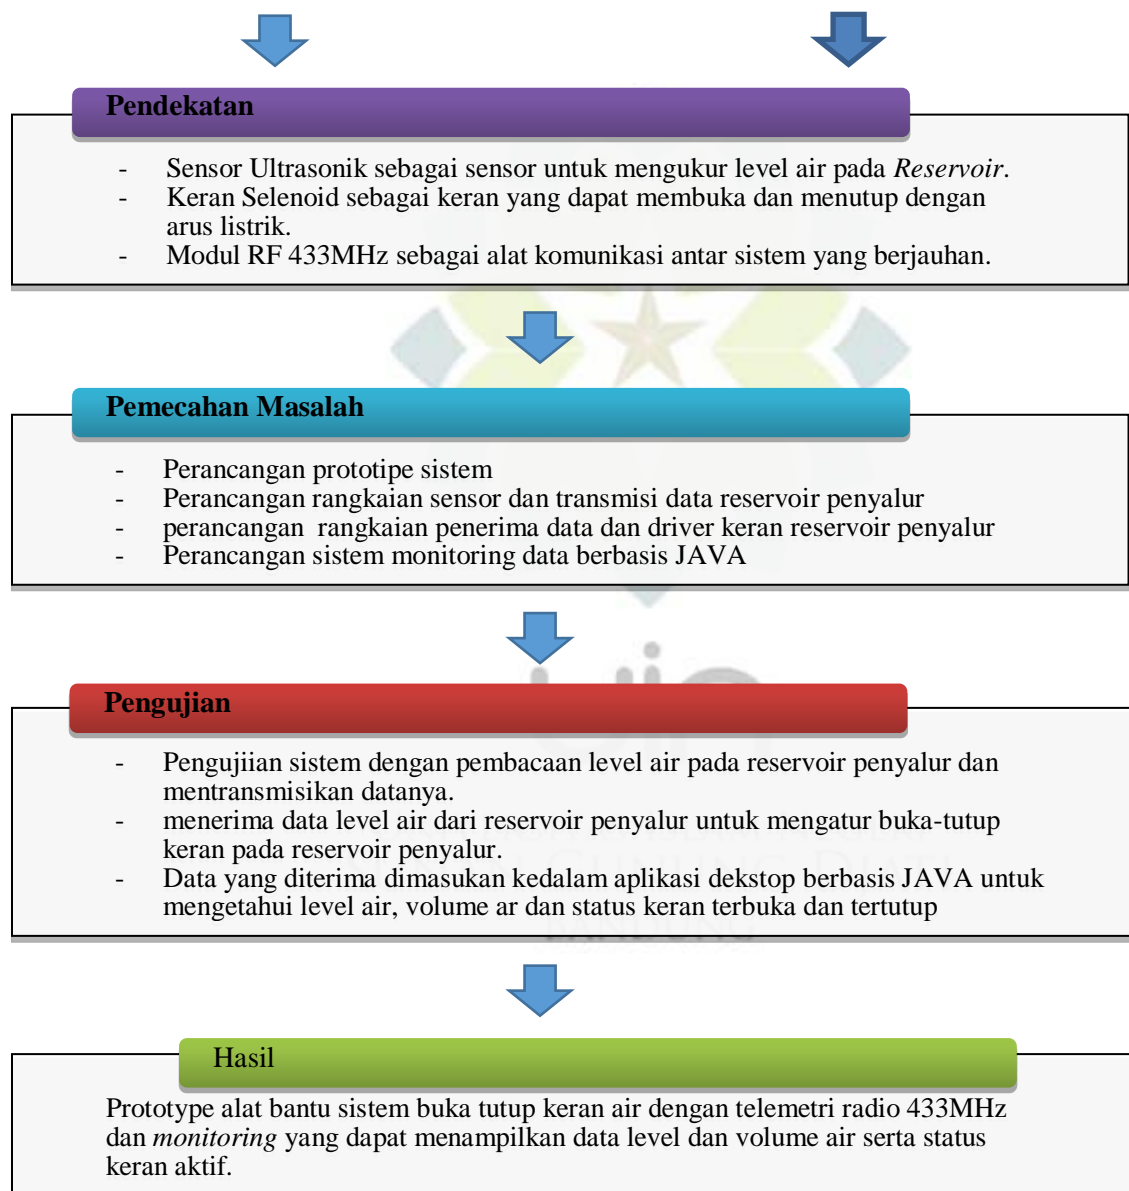 Pendekatan
- Sensor Ultrasonik sebagai sensor untuk mengukur level air pada Reservoir.
- Keran Selenoid sebagai keran yang dapat membuka dan menutup dengan
arus listrik.
- Modul RF 433MHz sebagai alat komunikasi antar sistem yang berjauhan.
Pemecahan Masalah
- Perancangan prototipe sistem
- Perancangan rangkaian sensor dan transmisi data reservoir penyalur
- perancangan rangkaian penerima data dan driver keran reservoir penyalur
- Perancangan sistem monitoring data berbasis JAVA
uin
Pengujian
- Pengujiian sistem dengan pembacaan level air pada reservoir penyalur dan
mentransmisikan datanya.
- menerima data level air dari reservoir penyalur untuk mengatur buka-tutup
keran pada reservoir penyalur.
- Data yang diterima dimasukan kedalam aplikasi dekstop berbasis JAVA untuk
mengetahui level air, volume ar dan status keran terbuka dan tertutup
BANDUNG
Hasil
Prototype alat bantu sistem buka tutup keran air dengan telemetri radio 433MHz
dan monitoring yang dapat menampilkan data level dan volume air serta status
keran aktif.